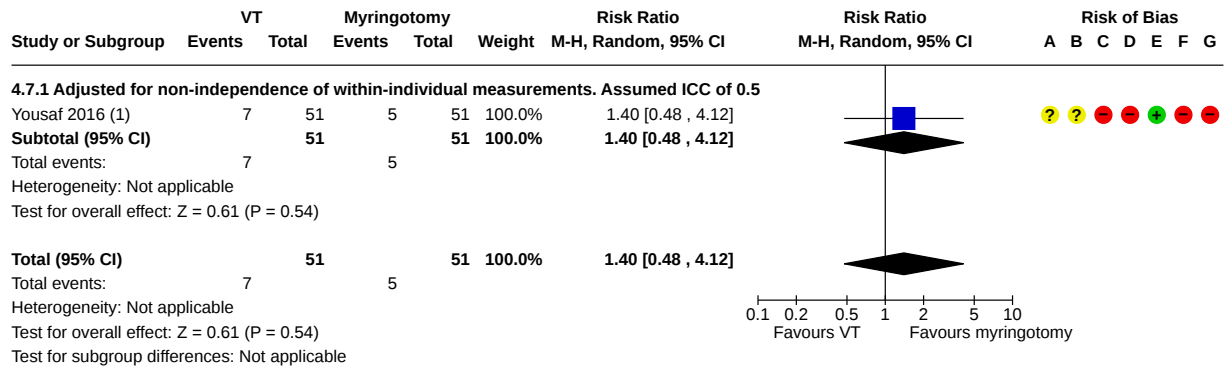 VT Myringotomy Risk Ratio Risk Ratio Risk of Bias
Study or Subgroup Events Total Events Total Weight M-H, Random, 95% CI M-H, Random, 95% CI A B C D E F G
4.7.1 Adjusted for non-independence of within-individual measurements. Assumed ICC of 0.5
Yousaf 2016 (1) 7 51 5 51 100.0% 1.40 [0.48 , 4.12] ? ? − − + − −
Subtotal (95% CI) 51 51 100.0% 1.40 [0.48 , 4.12]
Total events: 7 5
Heterogeneity: Not applicable
Test for overall effect: Z = 0.61 (P = 0.54)
Total (95% CI) 51 51 100.0% 1.40 [0.48 , 4.12]
Total events: 7 5
Heterogeneity: Not applicable
0.1 0.2 0.5 1 2 5 10
Test for overall effect: Z = 0.61 (P = 0.54) Favours VT Favours myringotomy
Test for subgroup differences: Not applicable